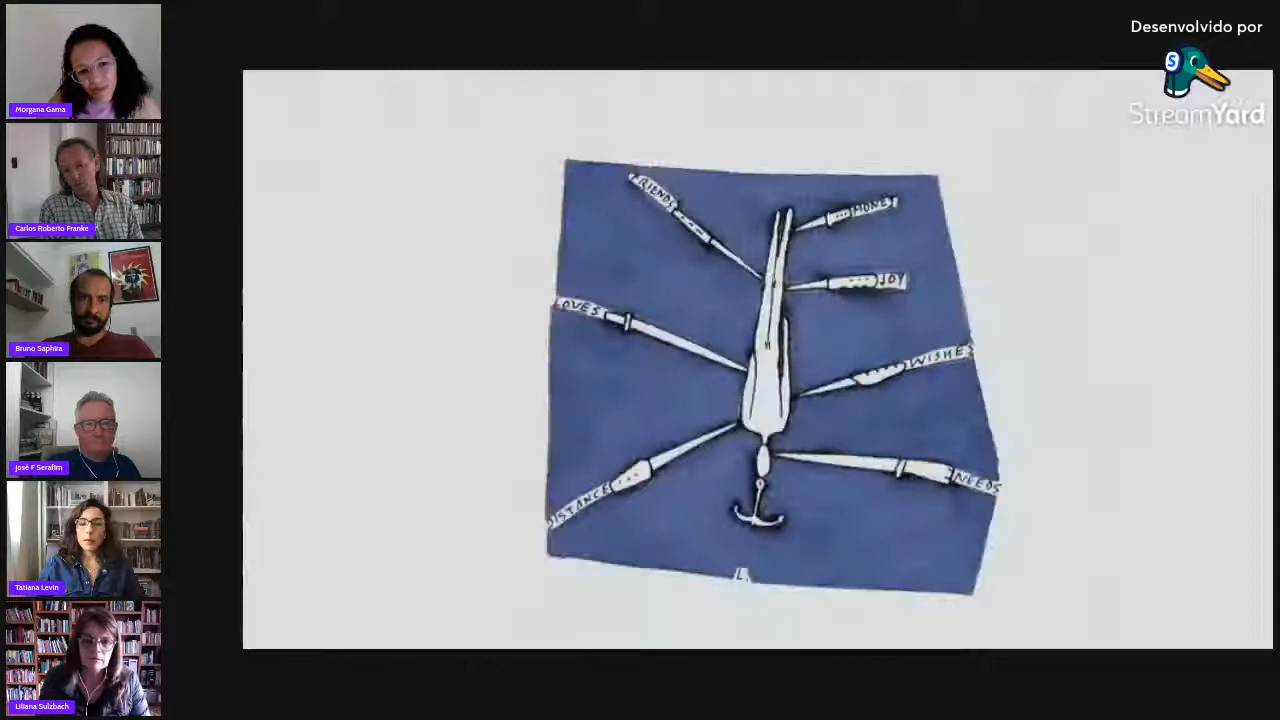 Desenvolvido por
S
StreamYard
Morgana Gama
Carlos Roberto Franke
Bruno Saphira
José F Serafim
Tatiana Levin
Liliana Sulzbach
FRIENDS
MONEY
JOY
LOVES
WISHES
DISTANCE
NEEDS